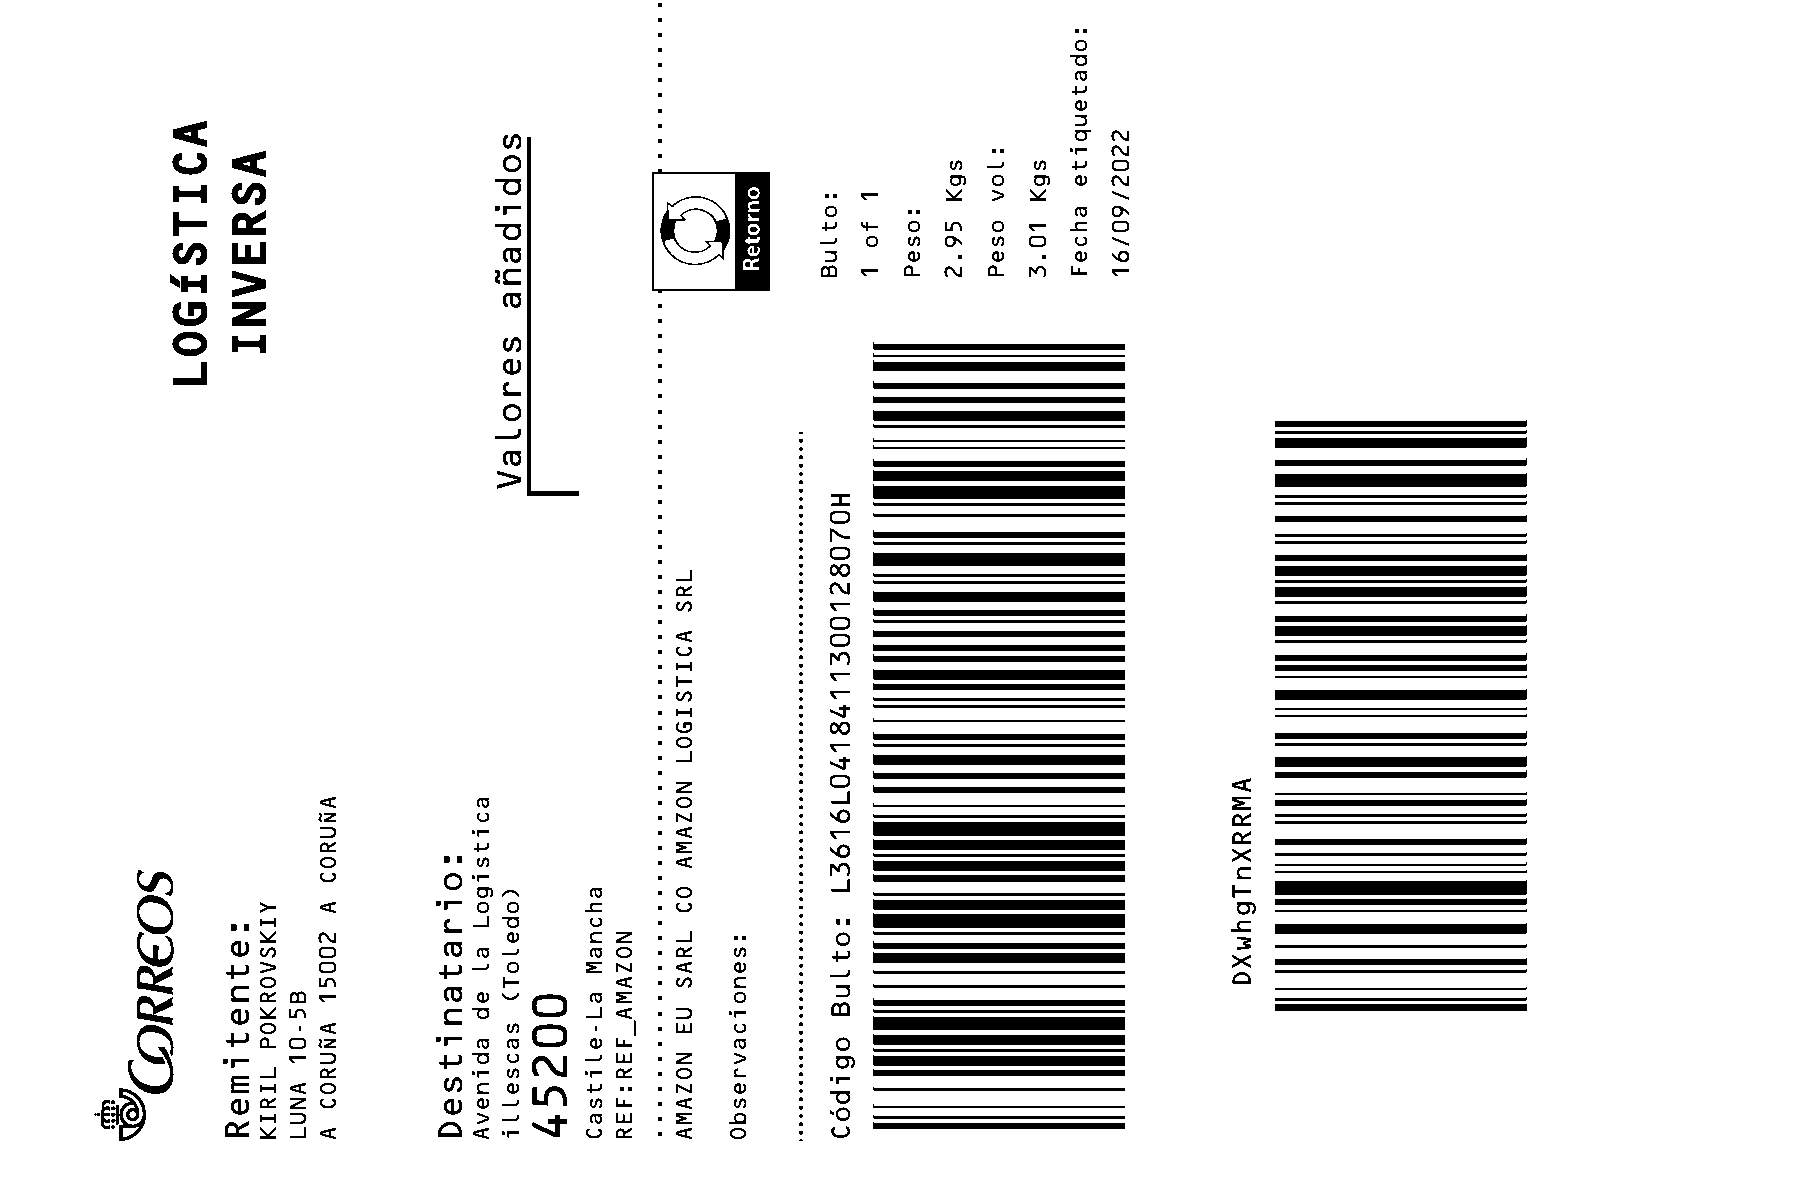 CORREOS
LOGÍSTICA
INVERSA
Remitente:
KIRIL POKROVSKIY
LUNA 10-5B
A CORUÑA 15002 A CORUÑA
Destinatario:
Avenida de la Logistica
illescas (Toledo)
45200
Castile-La Mancha
REF:REF_AMAZON
Valores añadidos
AMAZON EU SARL CO AMAZON LOGISTICA SRL
Retorno
Observaciones:
Código Bulto: L3616L0418411300128070H
Bulto:
1 of 1
Peso:
2.95 Kgs
Peso vol:
3.01 Kgs
Fecha etiquetado:
16/09/2022
DXwhgTnXRRMA